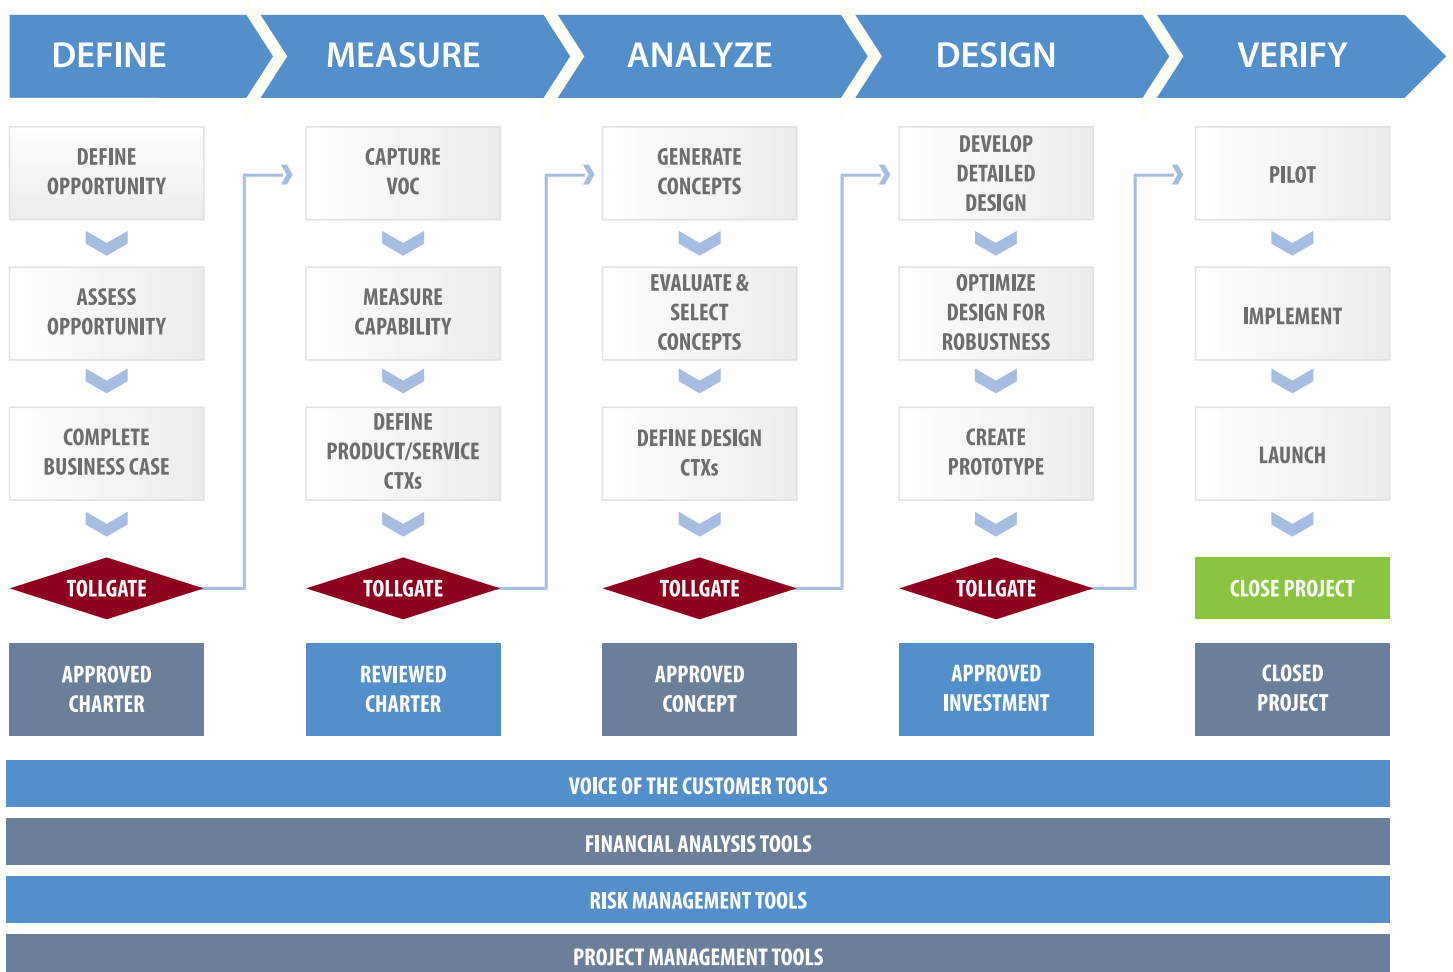 DEFINE
MEASURE
ANALYZE
DESIGN
VERIFY
DEFINE
OPPORTUNITY
ASSESS
OPPORTUNITY
COMPLETE
BUSINESS CASE
TOLLGATE
APPROVED
CHARTER
CAPTURE
VOC
MEASURE
CAPABILITY
DEFINE
PRODUCT/SERVICE
CTXs
TOLLGATE
REVIEWED
CHARTER
GENERATE
CONCEPTS
EVALUATE &
SELECT
CONCEPTS
DEFINE DESIGN
CTXs
TOLLGATE
APPROVED
CONCEPT
DEVELOP
DETAILED
DESIGN
OPTIMIZE
DESIGN FOR
ROBUSTNESS
CREATE
PROTOTYPE
TOLLGATE
APPROVED
INVESTMENT
PILOT
IMPLEMENT
LAUNCH
CLOSE PROJECT
CLOSED
PROJECT
VOICE OF THE CUSTOMER TOOLS
FINANCIAL ANALYSIS TOOLS
RISK MANAGEMENT TOOLS
PROJECT MANAGEMENT TOOLS